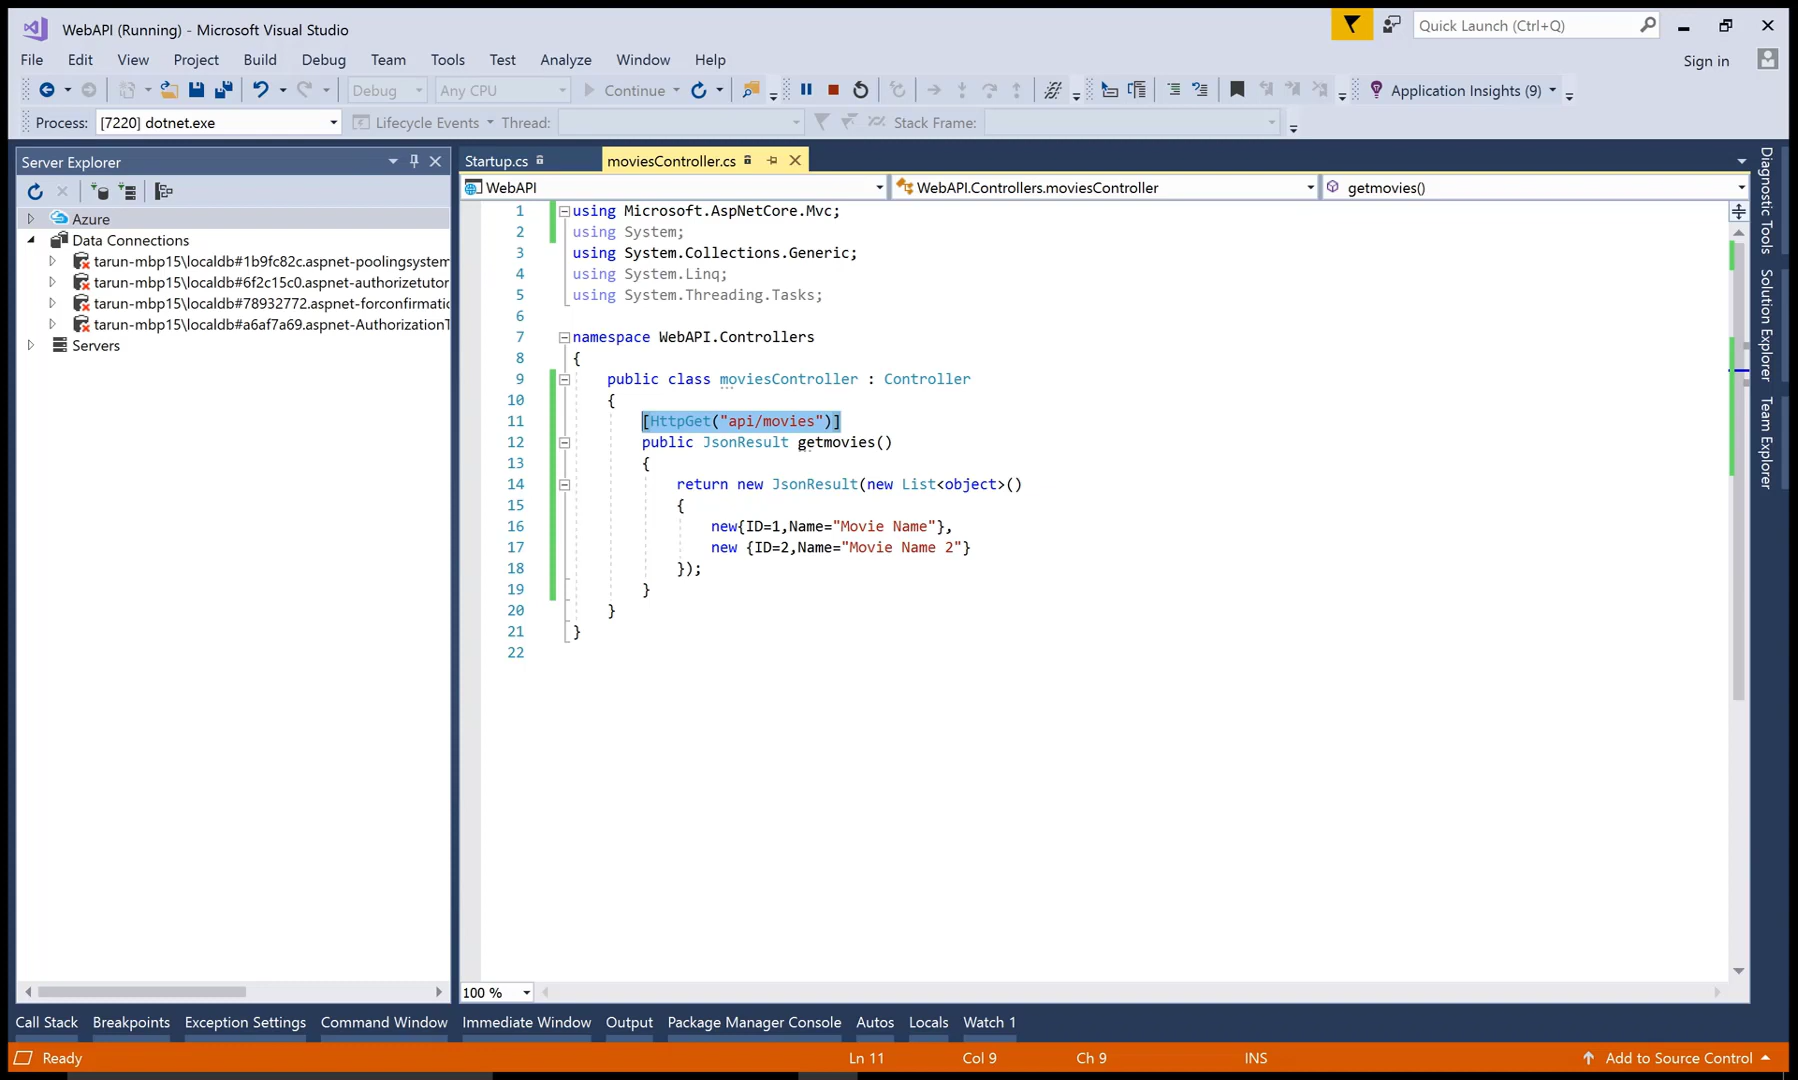 WebAPI (Running) - Microsoft Visual Studio
Quick Launch (Ctrl+Q)
File Edit View Project Build Debug Team Tools Test Analyze Window Help
Sign in
Debug Any CPU Continue Application Insights (9)
Process: [7220] dotnet.exe Lifecycle Events Thread: Stack Frame:
Server Explorer
Azure
Data Connections
tarun-mbp15\localdb#1b9fc82c.aspnet-poolingsystem
tarun-mbp15\localdb#6f2c15c0.aspnet-authorizetutor
tarun-mbp15\localdb#78932772.aspnet-forconfirmatic
tarun-mbp15\localdb#a6af7a69.aspnet-Authorization
Servers
Startup.cs moviesController.cs
WebAPI WebAPI.Controllers.moviesController getmovies()
1 using Microsoft.AspNetCore.Mvc;
2 using System;
3 using System.Collections.Generic;
4 using System.Linq;
5 using System.Threading.Tasks;
6
7 namespace WebAPI.Controllers
8 {
9 public class moviesController : Controller
10 {
11 [HttpGet("api/movies")]
12 public JsonResult getmovies()
13 {
14 return new JsonResult(new List<object>()
15 {
16 new{ID=1,Name="Movie Name"},
17 new {ID=2,Name="Movie Name 2"}
18 });
19 }
20 }
21 }
22
100 %
Diagnostic Tools
Solution Explorer
Team Explorer
Call Stack Breakpoints Exception Settings Command Window Immediate Window Output Package Manager Console Autos Locals Watch 1
Ready Ln 11 Col 9 Ch 9 INS Add to Source Control